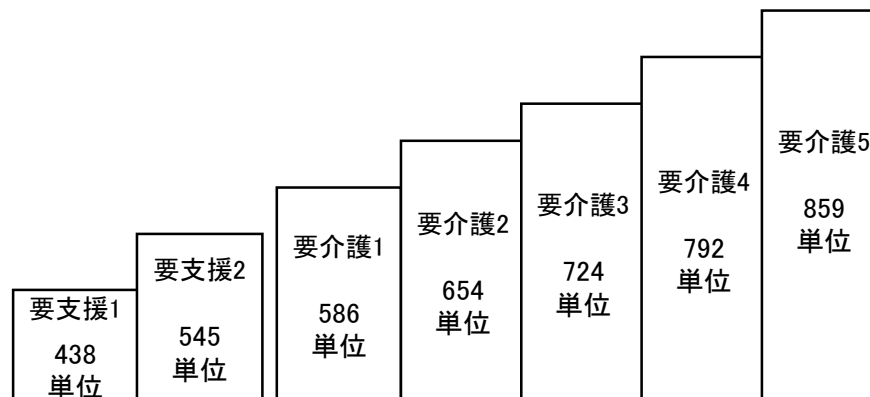 要支援1
438
単位
要支援2
545
単位
要介護1
586
単位
要介護2
654
単位
要介護3
724
単位
要介護4
792
単位
要介護5
859
単位